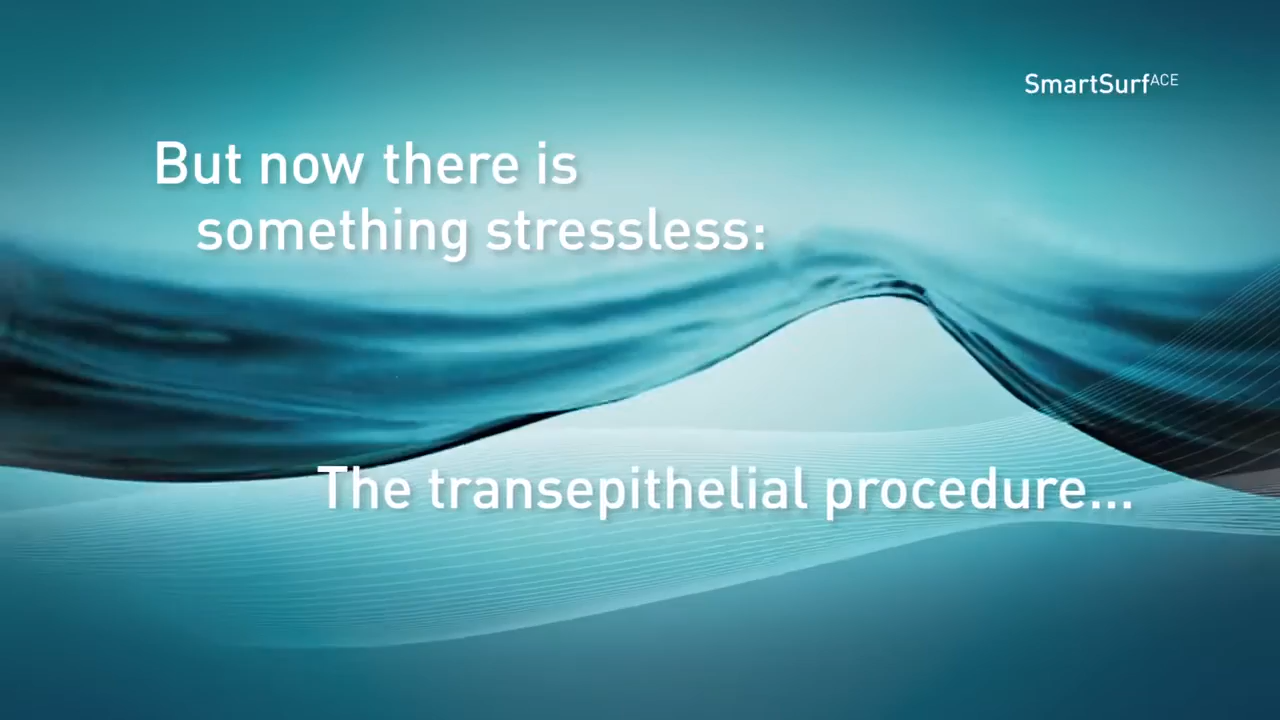 SmartSurfACE
But now there is
something stressless:
The transepithelial procedure...